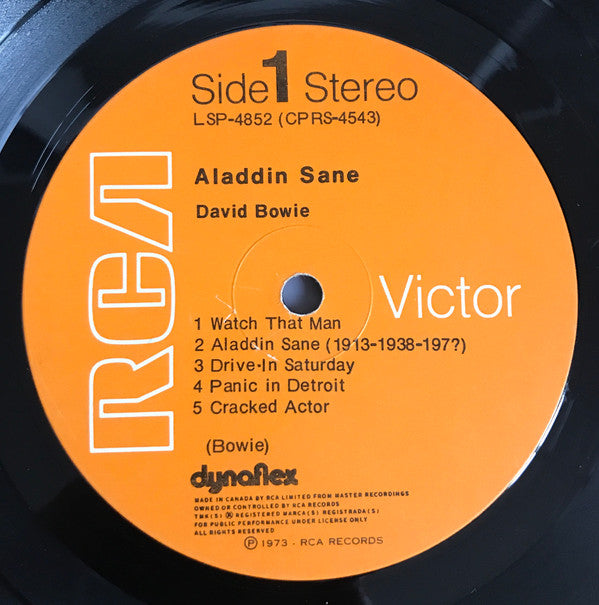 Side 1 Stereo
LSP-4852 (CPRS-4543)
Aladdin Sane
David Bowie
RCA
Victor
1 Watch That Man
2 Aladdin Sane (1913-1938-197?)
3 Drive-In Saturday
4 Panic in Detroit
5 Cracked Actor
(Bowie)
dynaflex
MADE IN CANADA BY RCA LIMITED FROM MASTER RECORDINGS
OWNED OR CONTROLLED BY RCA RECORDS
TMK(S) ® REGISTERED MARCA(S) REGISTRADA(S)
FOR PUBLIC PERFORMANCE UNDER LICENSE ONLY
ALL RIGHTS RESERVED
℗ 1973 - RCA RECORDS